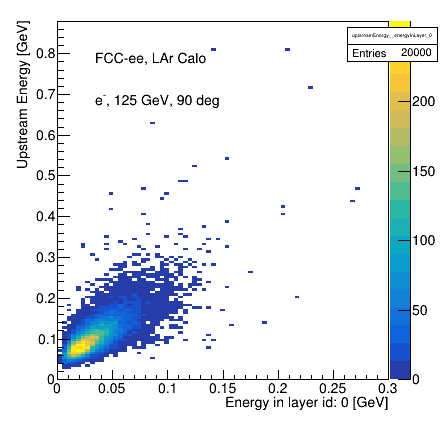 upstreamEnergy_energyInLayer_0
Entries 20000
FCC-ee, LAr Calo
e-, 125 GeV, 90 deg
Upstream Energy [GeV]
0.8
0.7
0.6
0.5
0.4
0.3
0.2
0.1
0
0 0.05 0.1 0.15 0.2 0.25 0.3
Energy in layer id: 0 [GeV]
200
150
100
50
0